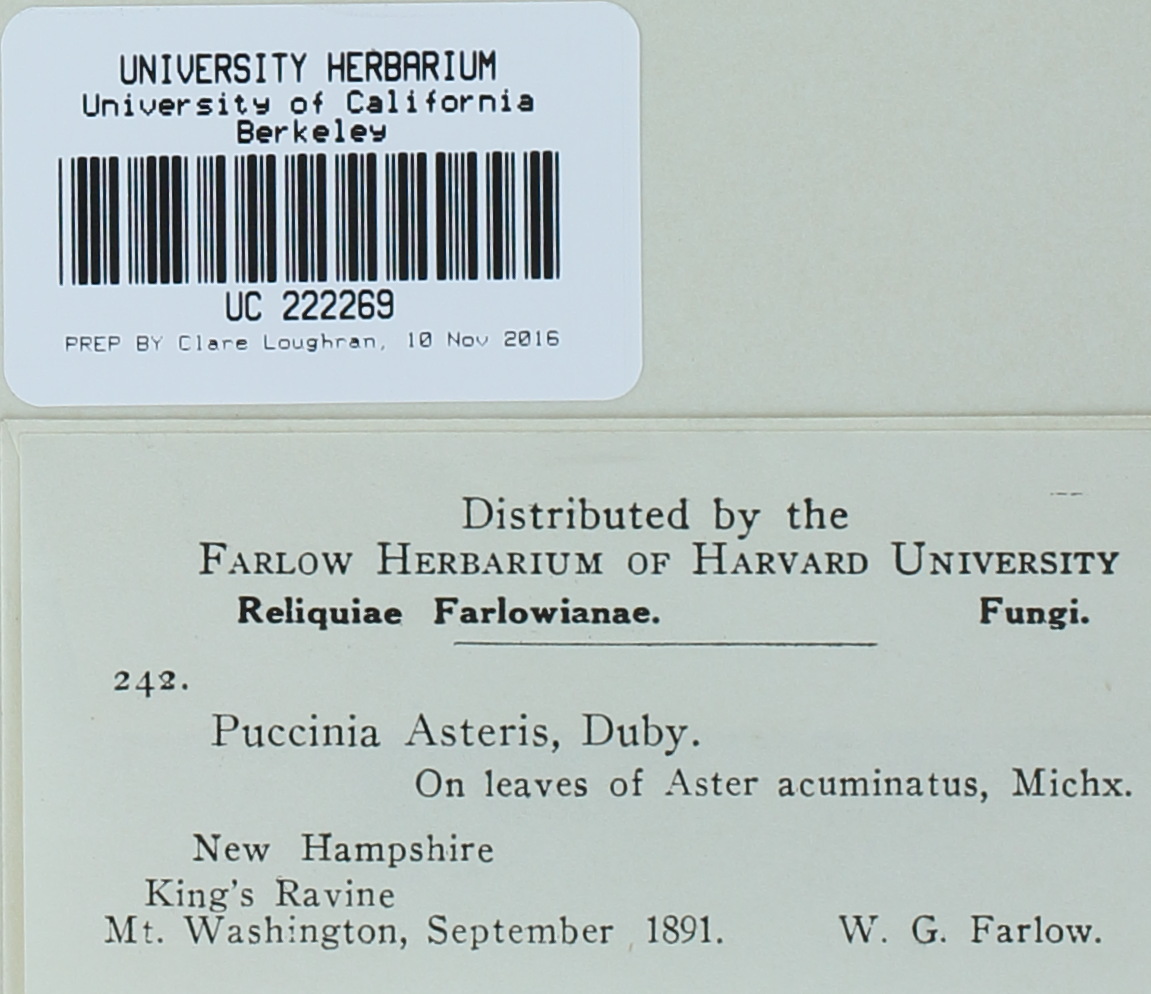 UNIVERSITY HERBARIUM
University of California
Berkeley
UC 222269
PREP BY Clare Loughran, 10 Nov 2016
Distributed by the
FARLOW HERBARIUM OF HARVARD UNIVERSITY
Reliquiae Farlowianae. Fungi.
242.
Puccinia Asteris, Duby.
On leaves of Aster acuminatus, Michx.
New Hampshire
King's Ravine
Mt. Washington, September 1891. W. G. Farlow.